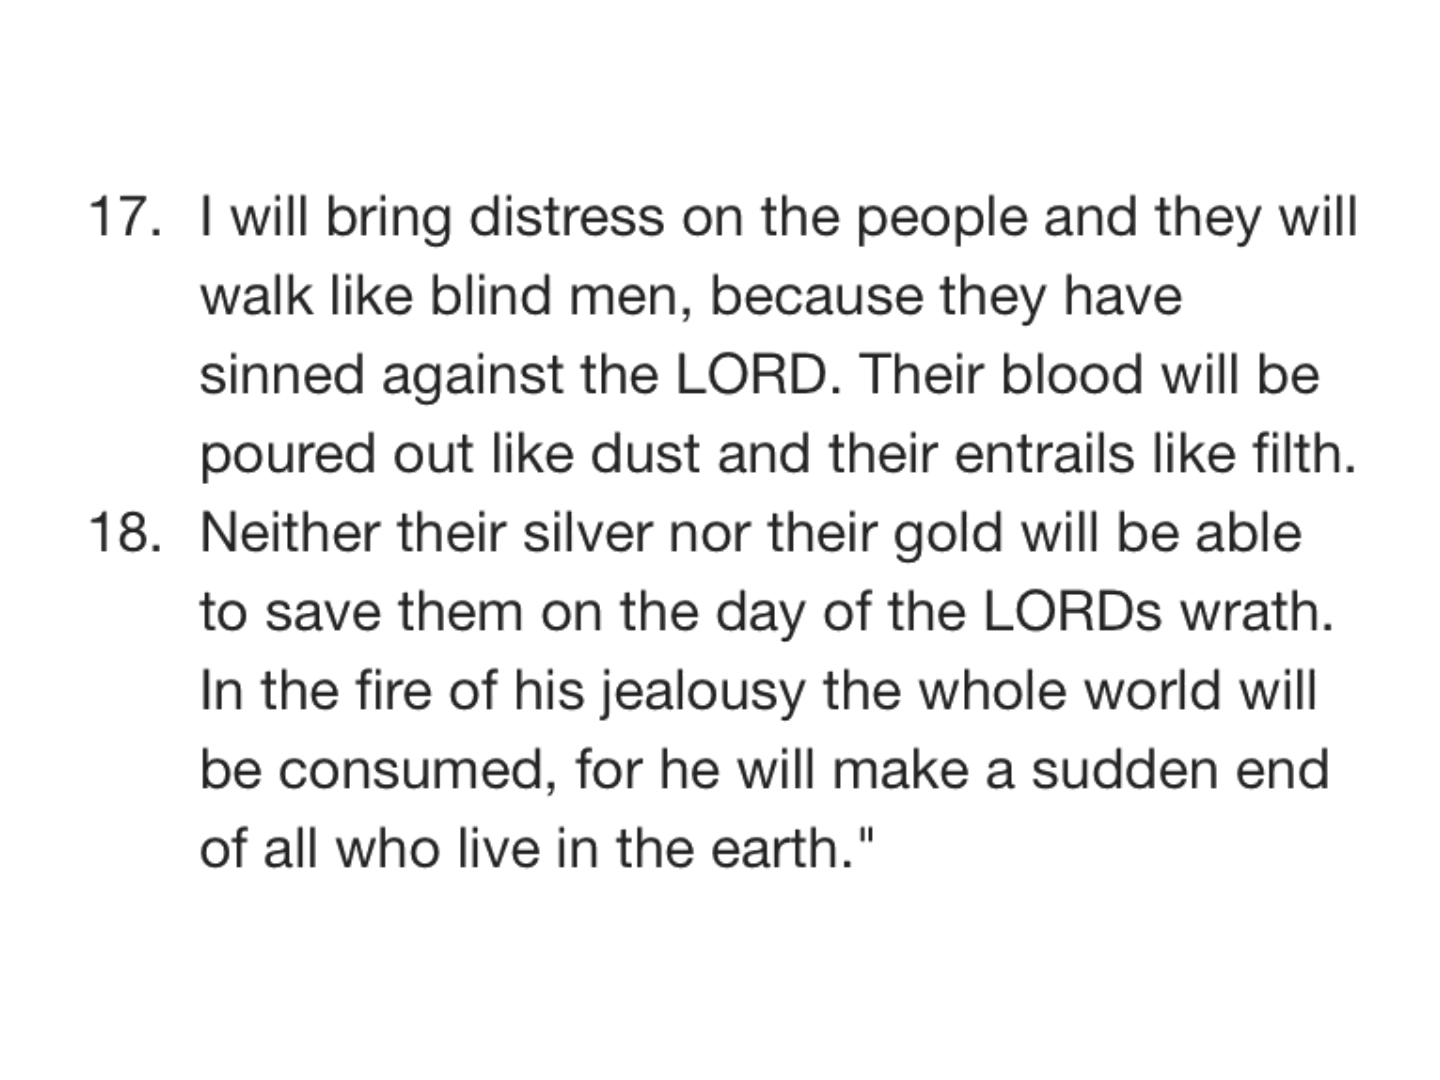 17. I will bring distress on the people and they will
walk like blind men, because they have
sinned against the LORD. Their blood will be
poured out like dust and their entrails like filth.
18. Neither their silver nor their gold will be able
to save them on the day of the LORDs wrath.
In the fire of his jealousy the whole world will
be consumed, for he will make a sudden end
of all who live in the earth."